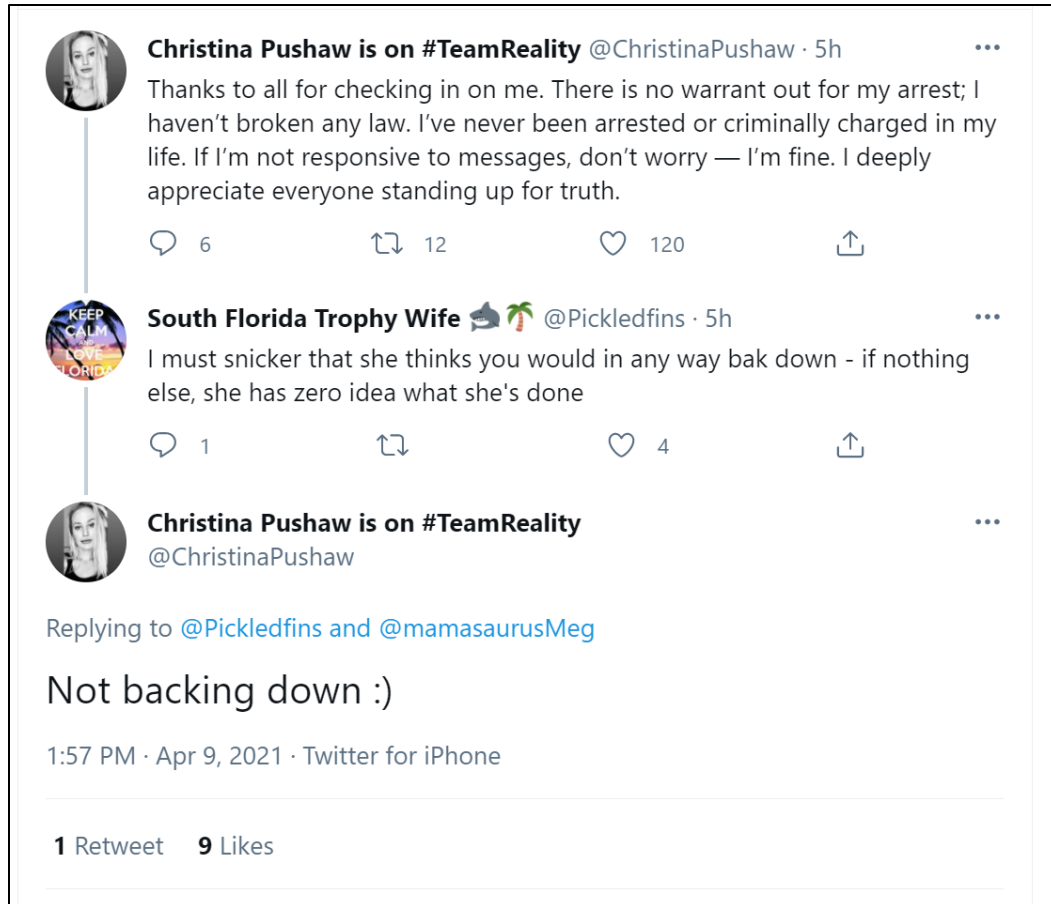 Christina Pushaw is on #TeamReality @ChristinaPushaw · 5h
Thanks to all for checking in on me. There is no warrant out for my arrest; I
haven’t broken any law. I’ve never been arrested or criminally charged in my
life. If I’m not responsive to messages, don’t worry — I’m fine. I deeply
appreciate everyone standing up for truth.
6 12 120
KEEP
CALM
AND
LOVE
FLORIDA
South Florida Trophy Wife 🦈🌴 @Pickledfins · 5h
I must snicker that she thinks you would in any way bak down - if nothing
else, she has zero idea what she's done
1 4
Christina Pushaw is on #TeamReality
@ChristinaPushaw
Replying to @Pickledfins and @mamasaurusMeg
Not backing down :)
1:57 PM · Apr 9, 2021 · Twitter for iPhone
1 Retweet 9 Likes